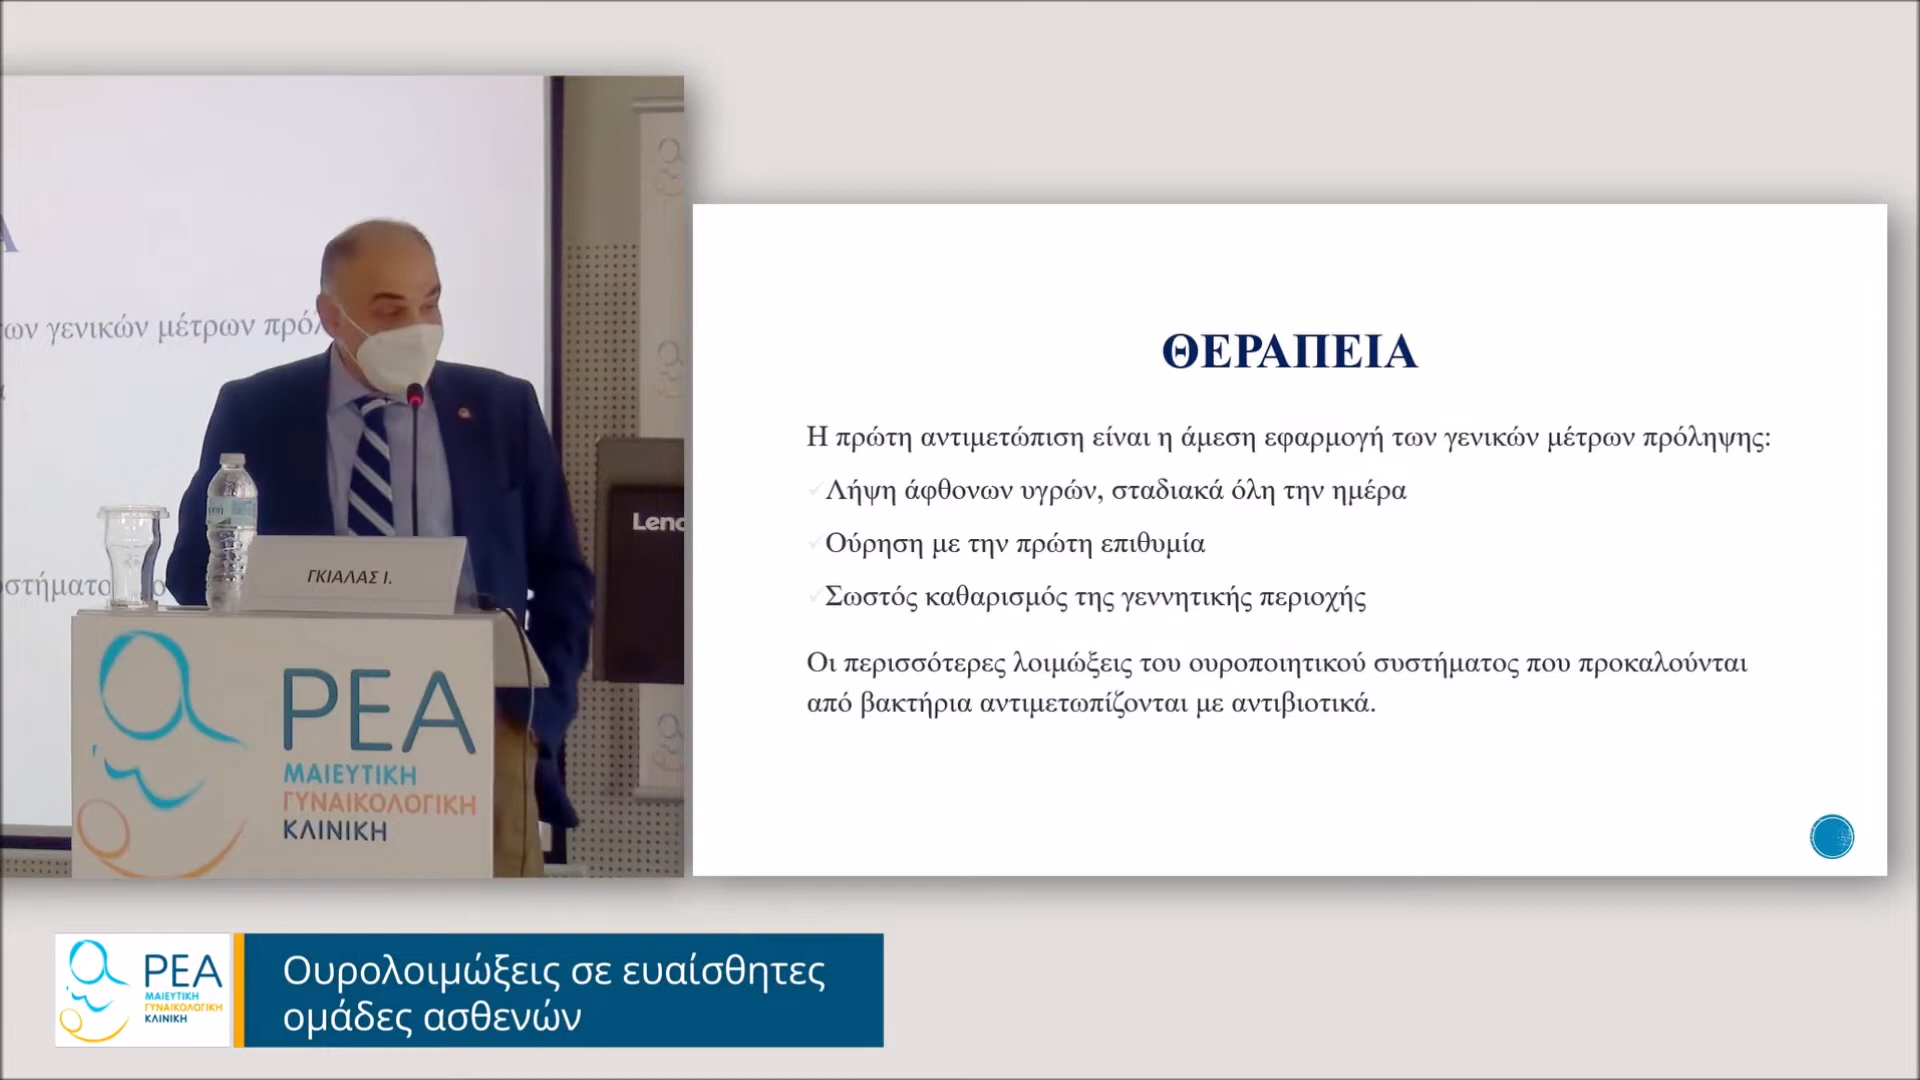 Α
ων γενικών μέτρων πρόλ
Leno
ΓΚΙΑΛΑΣ Ι.
ΡΕΑ
ΜΑΙΕΥΤΙΚΗ
ΓΥΝΑΙΚΟΛΟΓΙΚΗ
ΚΛΙΝΙΚΗ
ΘΕΡΑΠΕΙΑ
Η πρώτη αντιμετώπιση είναι η άμεση εφαρμογή των γενικών μέτρων πρόληψης:
✓Λήψη άφθονων υγρών, σταδιακά όλη την ημέρα
✓Ούρηση με την πρώτη επιθυμία
✓Σωστός καθαρισμός της γεννητικής περιοχής
Οι περισσότερες λοιμώξεις του ουροποιητικού συστήματος που προκαλούνται
από βακτήρια αντιμετωπίζονται με αντιβιοτικά.
ΡΕΑ
ΜΑΙΕΥΤΙΚΗ
ΓΥΝΑΙΚΟΛΟΓΙΚΗ
ΚΛΙΝΙΚΗ
Ουρολοιμώξεις σε ευαίσθητες
ομάδες ασθενών